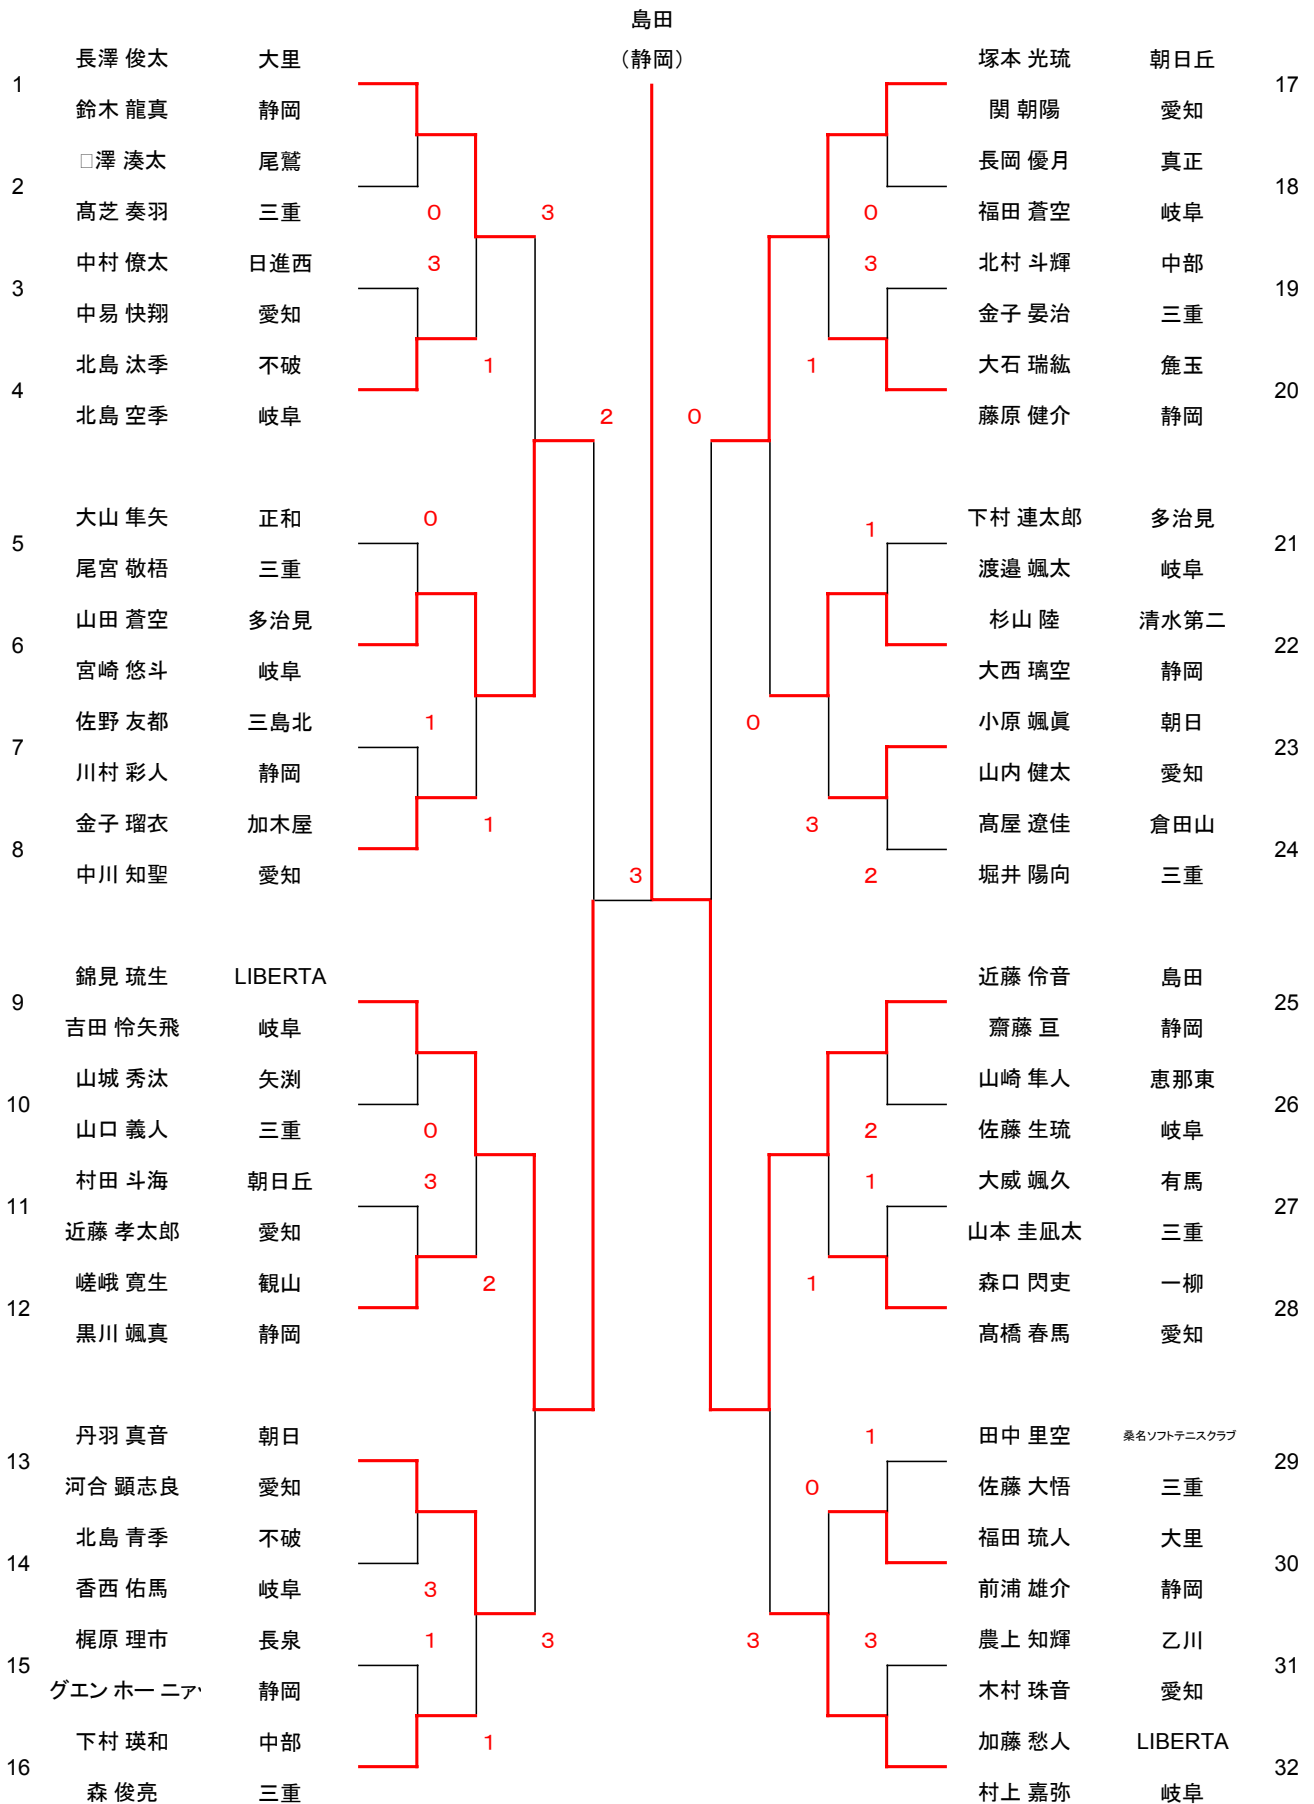 島田
（静岡）
長澤 俊太 大里
1
鈴木 龍真 静岡
□澤 湊太 尾鷲
2
髙芝 奏羽 三重 0 3
中村 僚太 日進西 3
3
中易 快翔 愛知
北島 汰季 不破 1
4
北島 空季 岐阜 2
大山 隼矢 正和 0
5
尾宮 敬梧 三重
山田 蒼空 多治見
6
宮崎 悠斗 岐阜
佐野 友都 三島北 1
7
川村 彩人 静岡
金子 瑠衣 加木屋 1
8
中川 知聖 愛知 3
錦見 琉生 LIBERTA
9
吉田 怜矢飛 岐阜
山城 秀汰 矢渕
10
山口 義人 三重 0
村田 斗海 朝日丘 3
11
近藤 孝太郎 愛知
嵯峨 寛生 観山 2
12
黒川 颯真 静岡
丹羽 真音 朝日
13
河合 顕志良 愛知
北島 青季 不破
14
香西 佑馬 岐阜 3
梶原 理市 長泉 1 3
15
グエン ホー ニァ 静岡
下村 瑛和 中部 1
16
森 俊亮 三重
塚本 光琉 朝日丘
17
関 朝陽 愛知
長岡 優月 真正
18
0 福田 蒼空 岐阜
3 北村 斗輝 中部
19
金子 晏治 三重
1 大石 瑞紘 麁玉
20
0 藤原 健介 静岡
1 下村 連太郎 多治見
21
渡邉 颯太 岐阜
杉山 陸 清水第二
22
大西 璃空 静岡
0 小原 颯眞 朝日
23
山内 健太 愛知
3 髙屋 遼佳 倉田山
24
2 堀井 陽向 三重
近藤 伶音 島田
25
齋藤 亘 静岡
山崎 隼人 恵那東
26
2 佐藤 生琉 岐阜
1 大威 颯久 有馬
27
山本 圭凪太 三重
1 森口 閃吏 一柳
28
髙橋 春馬 愛知
1 田中 里空 桑名ソフトテニスクラブ
29
0 佐藤 大悟 三重
福田 琉人 大里
30
前浦 雄介 静岡
3 3 農上 知輝 乙川
31
木村 珠音 愛知
加藤 愁人 LIBERTA
32
村上 嘉弥 岐阜